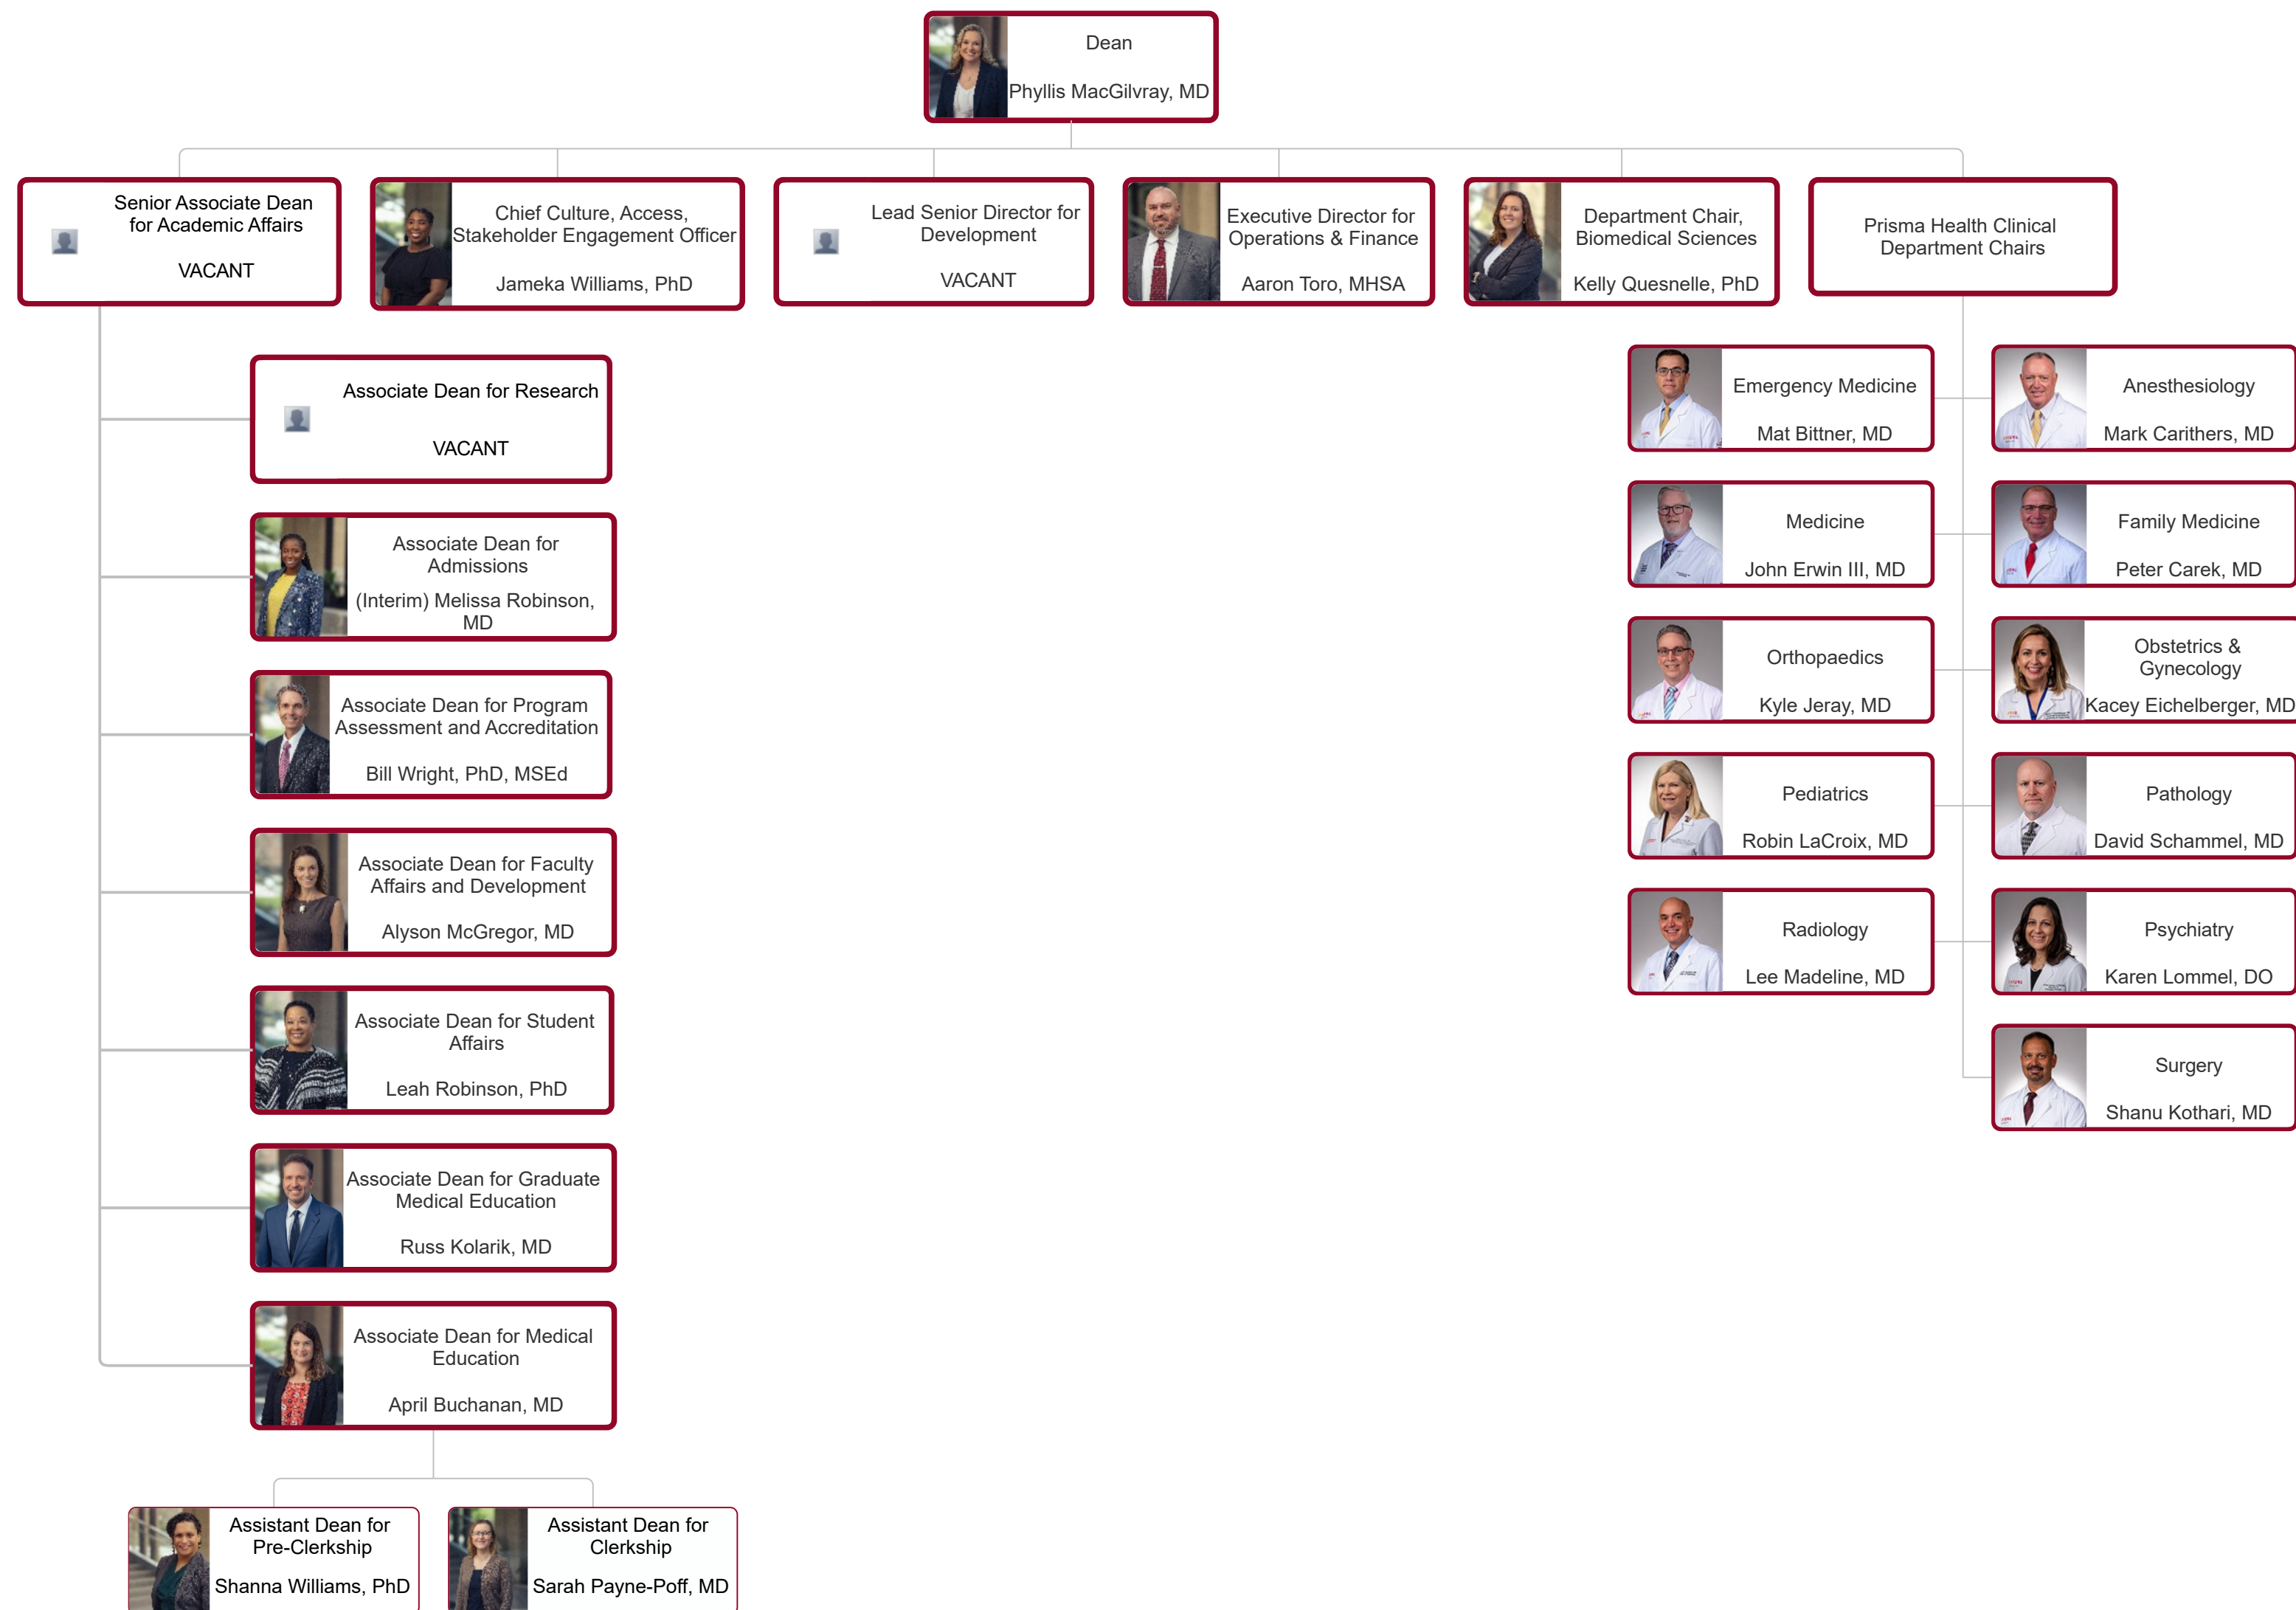 Dean
Phyllis MacGilvray, MD
Senior Associate Dean
for Academic Affairs
VACANT
Chief Culture, Access,
Stakeholder Engagement Officer
Jameka Williams, PhD
Lead Senior Director for
Development
VACANT
Executive Director for
Operations & Finance
Aaron Toro, MHSA
Department Chair,
Biomedical Sciences
Kelly Quesnelle, PhD
Prisma Health Clinical
Department Chairs
Associate Dean for Research
VACANT
Associate Dean for
Admissions
(Interim) Melissa Robinson,
MD
Associate Dean for Program
Assessment and Accreditation
Bill Wright, PhD, MSEd
Associate Dean for Faculty
Affairs and Development
Alyson McGregor, MD
Associate Dean for Student
Affairs
Leah Robinson, PhD
Associate Dean for Graduate
Medical Education
Russ Kolarik, MD
Associate Dean for Medical
Education
April Buchanan, MD
Assistant Dean for
Pre-Clerkship
Shanna Williams, PhD
Assistant Dean for
Clerkship
Sarah Payne-Poff, MD
Emergency Medicine
Mat Bittner, MD
Anesthesiology
Mark Carithers, MD
Medicine
John Erwin III, MD
Family Medicine
Peter Carek, MD
Orthopaedics
Kyle Jeray, MD
Obstetrics &
Gynecology
Kacey Eichelberger, MD
Pediatrics
Robin LaCroix, MD
Pathology
David Schammel, MD
Radiology
Lee Madeline, MD
Psychiatry
Karen Lommel, DO
Surgery
Shanu Kothari, MD